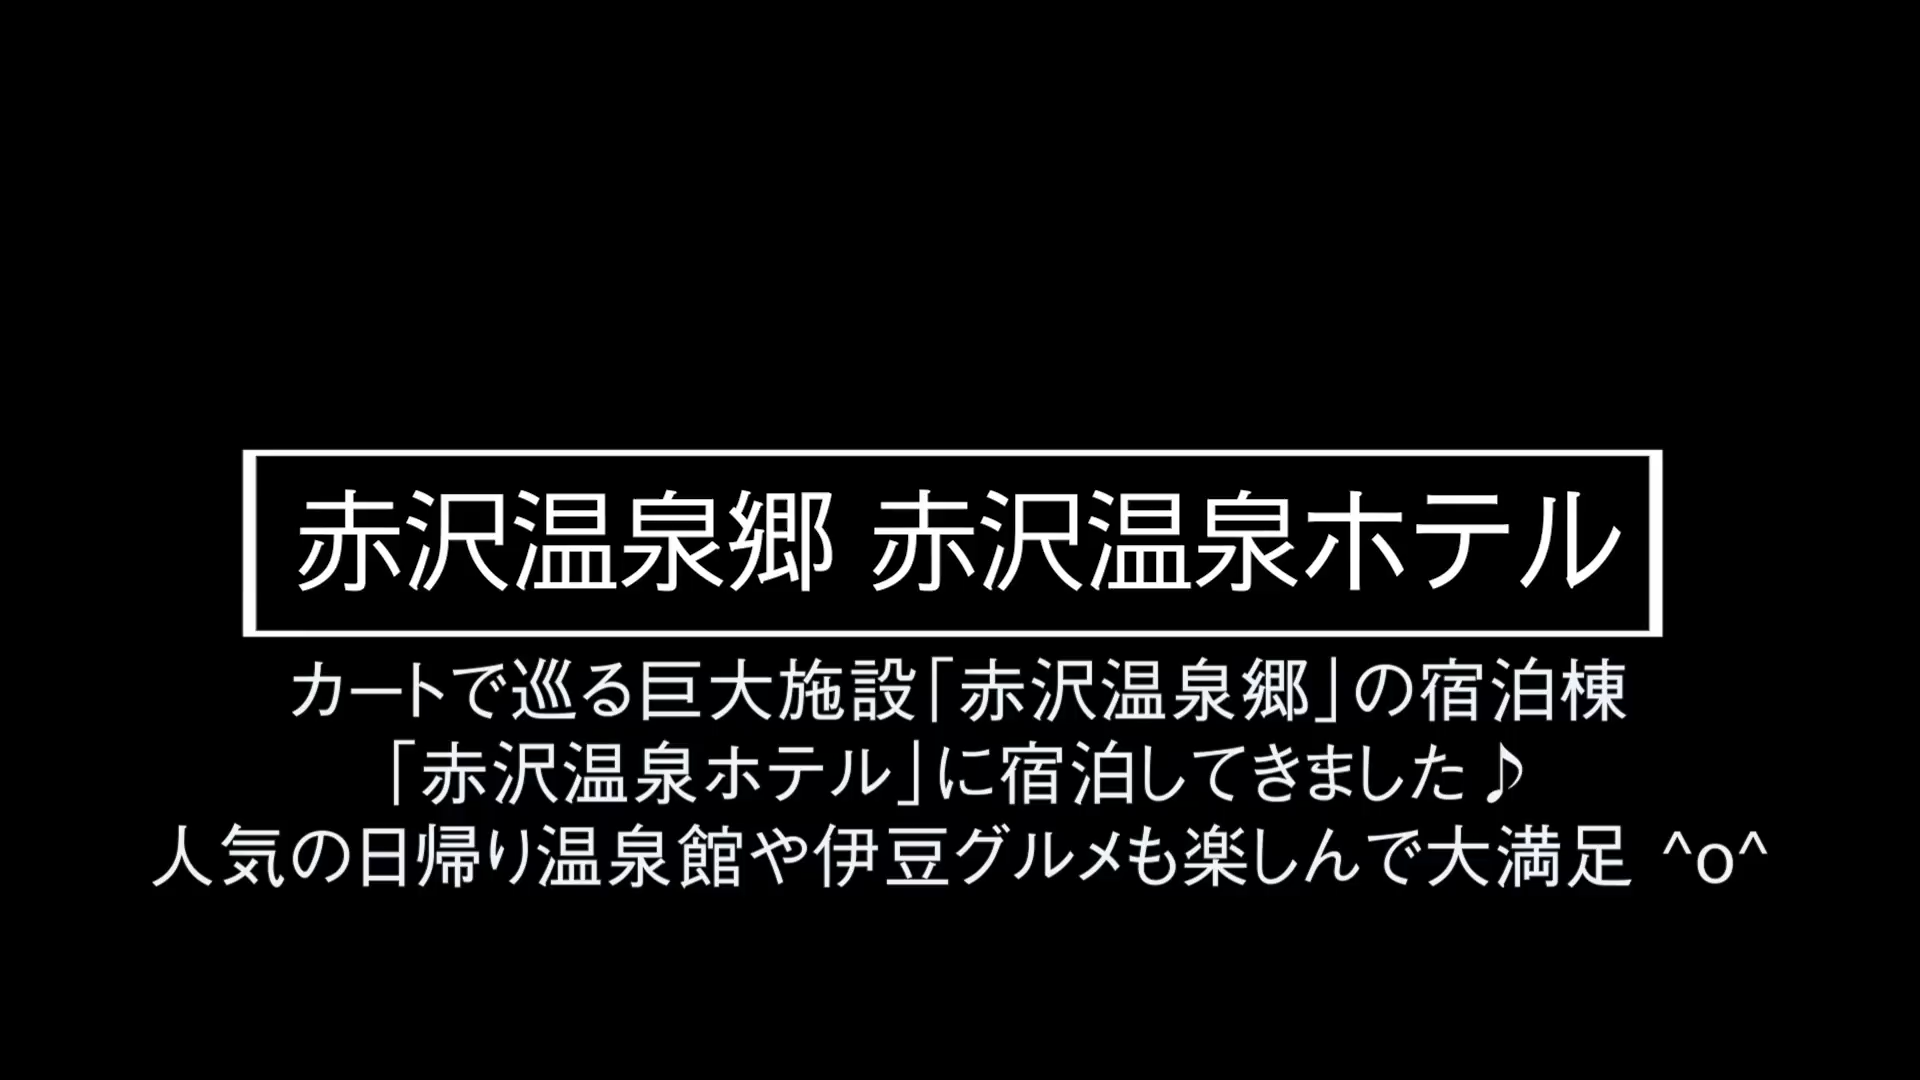 赤沢温泉郷 赤沢温泉ホテル
カートで巡る巨大施設「赤沢温泉郷」の宿泊棟
「赤沢温泉ホテル」に宿泊してきました♪
人気の日帰り温泉館や伊豆グルメも楽しんで大満足 ^o^